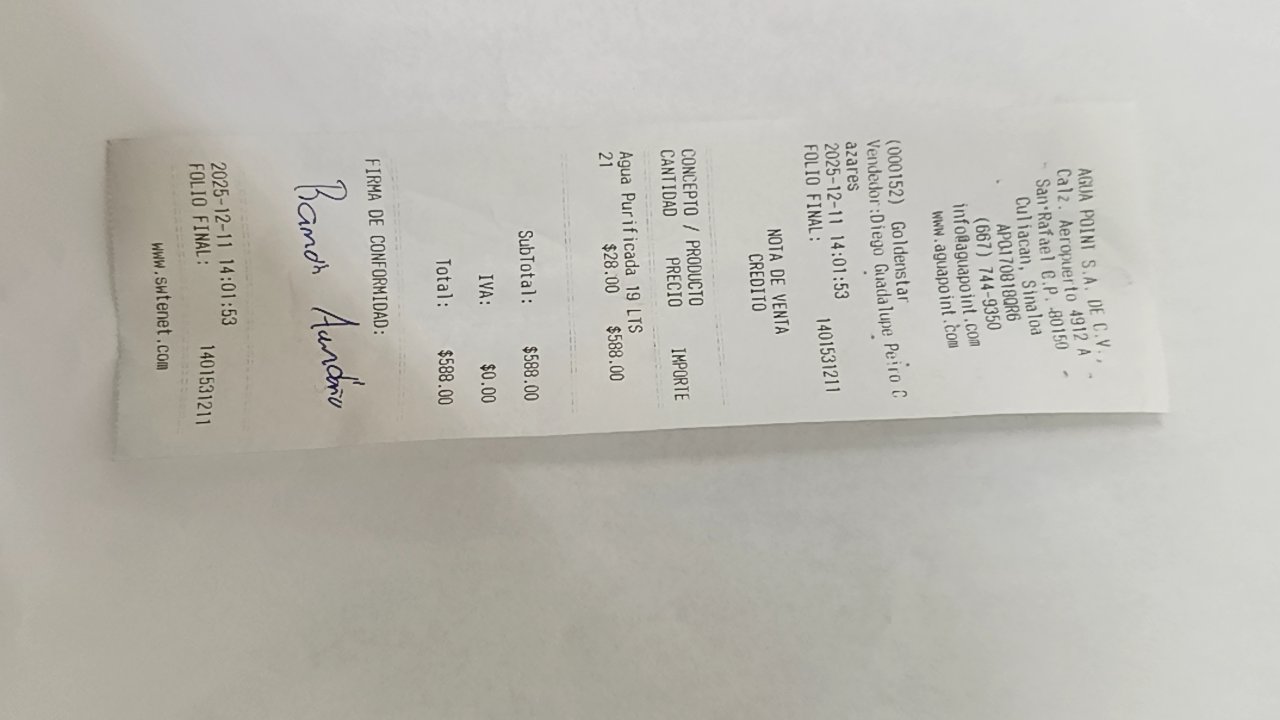 AGUA POINT S.A. DE C.V.,
Calz. Aeropuerto 4912 A
San Rafael C.P. 80150
Culiacan, Sinaloa
APO170818QR6
(667) 744-9350
info@aguapoint.com
www.aguapoint.com
(000152) Goldenstar
Vendedor:Diego Guadalupe Peiro C
azares
2025-12-11 14:01:53
FOLIO FINAL: 1401531211
NOTA DE VENTA
CREDITO
CONCEPTO / PRODUCTO
CANTIDAD PRECIO IMPORTE
Agua Purificada 19 LTS
21 $28.00 $588.00
SubTotal: $588.00
IVA: $0.00
Total: $588.00
FIRMA DE CONFORMIDAD:
Ramon
2025-12-11 14:01:53
FOLIO FINAL: 1401531211
www.swtenet.com